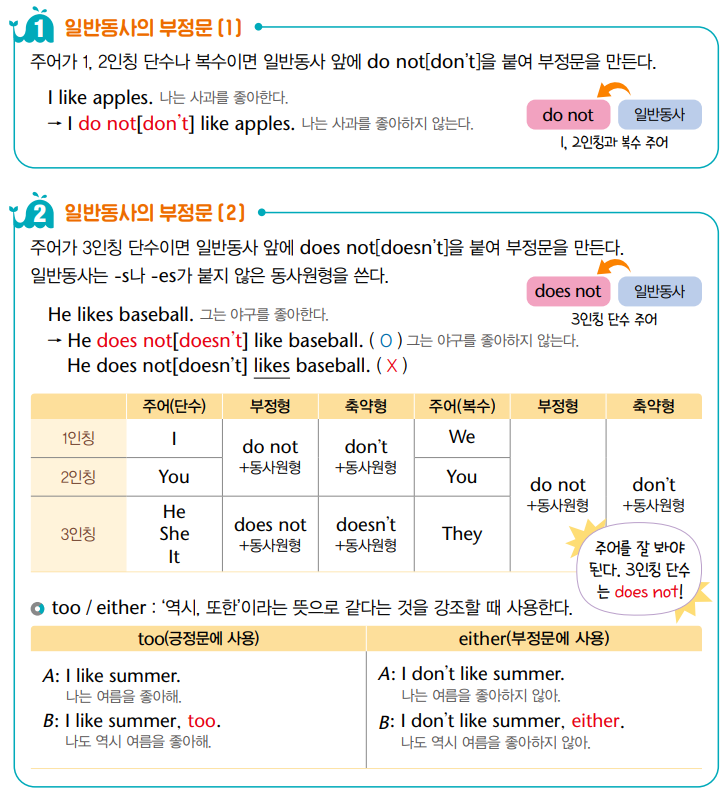 1 일반동사의 부정문 (1)
주어가 1, 2인칭 단수나 복수이면 일반동사 앞에 do not[don't]을 붙여 부정문을 만든다.
I like apples. 나는 사과를 좋아한다.
→ I do not[don't] like apples. 나는 사과를 좋아하지 않는다.
do not 일반동사
1, 2인칭과 복수 주어
2 일반동사의 부정문 (2)
주어가 3인칭 단수이면 일반동사 앞에 does not[doesn't]을 붙여 부정문을 만든다.
일반동사는 -s나 -es가 붙지 않은 동사원형을 쓴다.
does not 일반동사
3인칭 단수 주어
He likes baseball. 그는 야구를 좋아한다.
→ He does not[doesn't] like baseball. ( O ) 그는 야구를 좋아하지 않는다.
He does not[doesn't] likes baseball. ( X )
주어(단수) 부정형 축약형 주어(복수) 부정형 축약형
1인칭 I do not +동사원형 don't +동사원형 We do not +동사원형 don't +동사원형
2인칭 You You
3인칭 He She It does not +동사원형 doesn't +동사원형 They
주어를 잘 봐야
된다. 3인칭 단수
는 does not!
too / either : '역시, 또한'이라는 뜻으로 같다는 것을 강조할 때 사용한다.
too(긍정문에 사용) either(부정문에 사용)
A: I like summer.
나는 여름을 좋아해.
B: I like summer, too.
나도 역시 여름을 좋아해.
A: I don't like summer.
나는 여름을 좋아하지 않아.
B: I don't like summer, either.
나도 역시 여름을 좋아하지 않아.